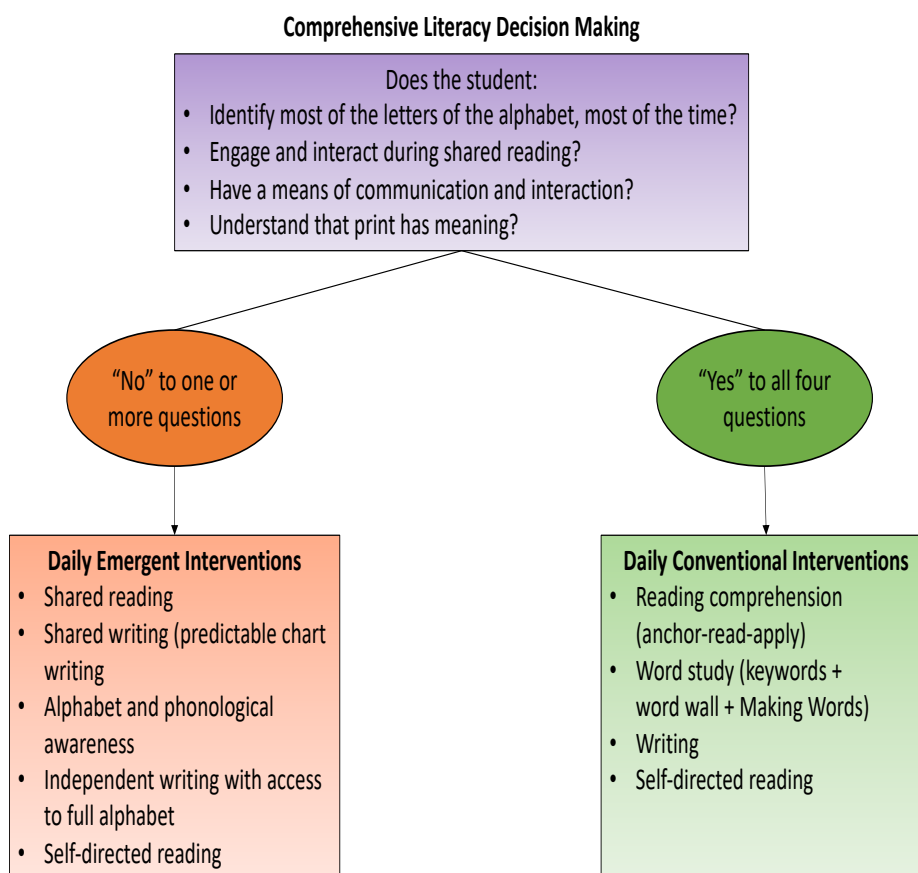 Comprehensive Literacy Decision Making
Does the student:
• Identify most of the letters of the alphabet, most of the time?
• Engage and interact during shared reading?
• Have a means of communication and interaction?
• Understand that print has meaning?
“No” to one or
more questions
“Yes” to all four
questions
Daily Emergent Interventions
• Shared reading
• Shared writing (predictable chart
writing
• Alphabet and phonological
awareness
• Independent writing with access
to full alphabet
• Self-directed reading
Daily Conventional Interventions
• Reading comprehension
(anchor-read-apply)
• Word study (keywords +
word wall + Making Words)
• Writing
• Self-directed reading